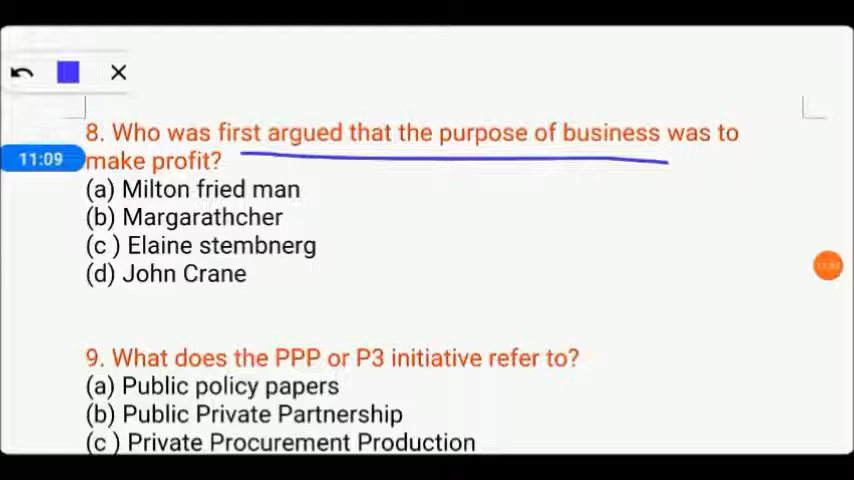 8. Who was first argued that the purpose of business was to
11:09
make profit?
(a) Milton fried man
(b) Margarathcher
(c ) Elaine stembnerg
(d) John Crane
9. What does the PPP or P3 initiative refer to?
(a) Public policy papers
(b) Public Private Partnership
(c ) Private Procurement Production